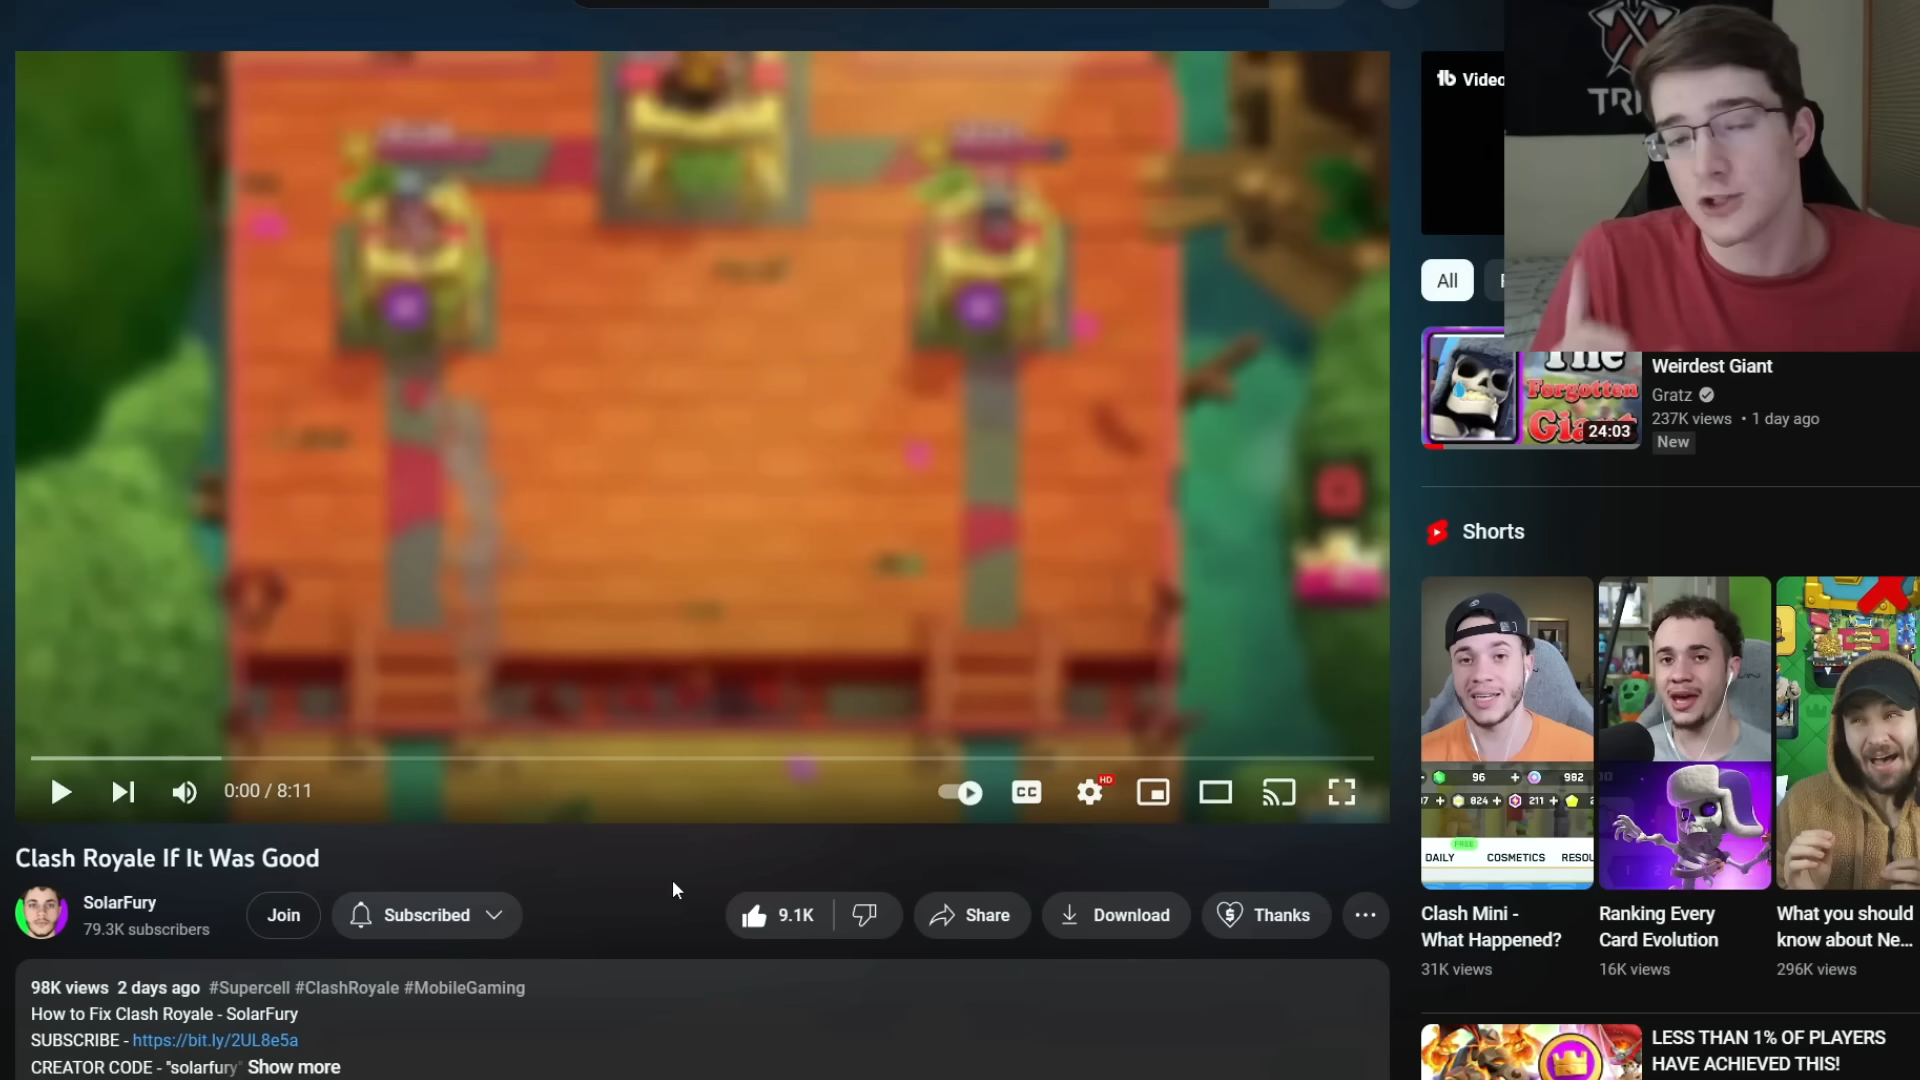 Video
TRI
All
The
Forgotten
24:03
Weirdest Giant
Gratz
237K views • 1 day ago
New
Shorts
0:00 / 8:11
CC
HD
Clash Royale If It Was Good
SolarFury
79.3K subscribers
Join
Subscribed
9.1K
Share
Download
Thanks
98K views 2 days ago #Supercell #ClashRoyale #MobileGaming
How to Fix Clash Royale - SolarFury
SUBSCRIBE - https://bit.ly/2UL8e5a
CREATOR CODE - "solarfury" Show more
96
982
824
211
FREE
DAILY
COSMETICS
RESOU
Clash Mini -
What Happened?
31K views
Ranking Every
Card Evolution
16K views
What you should
know about Ne...
296K views
LESS THAN 1% OF PLAYERS
HAVE ACHIEVED THIS!